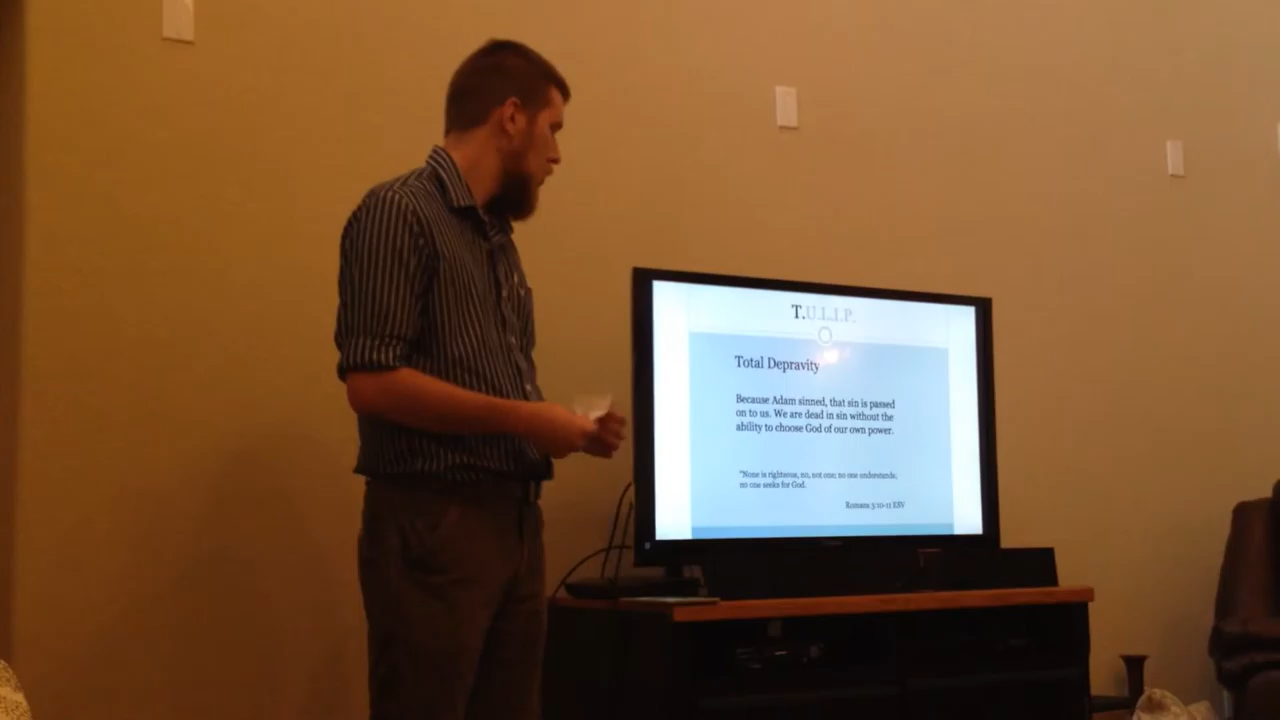 T.U.L.I.P.
Total Depravity
Because Adam sinned, that sin is passed
on to us. We are dead in sin without the
ability to choose God of our own power.
"None is righteous, no, not one; no one understands;
no one seeks for God.
Romans 3:10-11 ESV